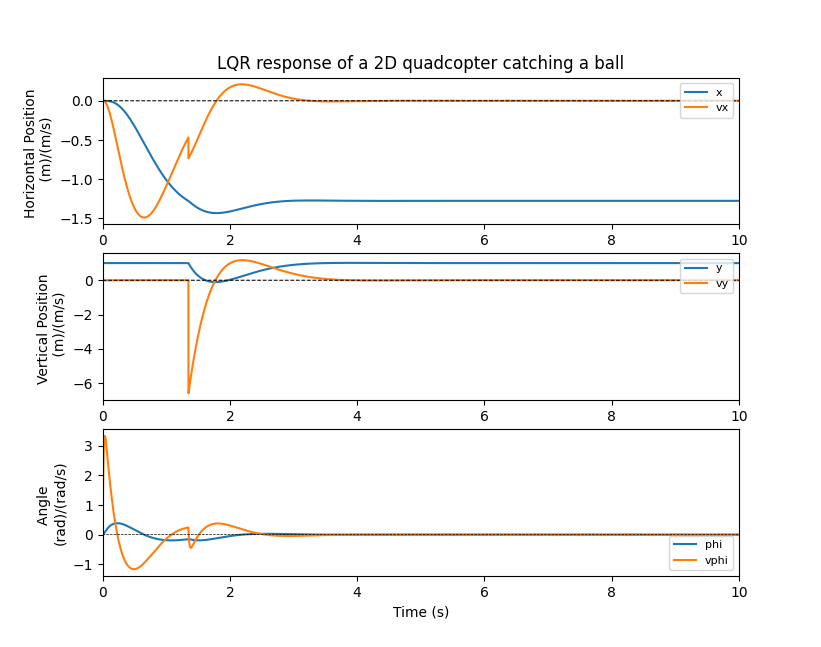 LQR response of a 2D quadcopter catching a ball
Horizontal Position
(m)/(m/s)
0.0
−0.5
−1.0
−1.5
x
vx
0 2 4 6 8 10
Vertical Position
(m)/(m/s)
0
−2
−4
−6
y
vy
0 2 4 6 8 10
Angle
(rad)/(rad/s)
3
2
1
0
−1
phi
vphi
0 2 4 6 8 10
Time (s)